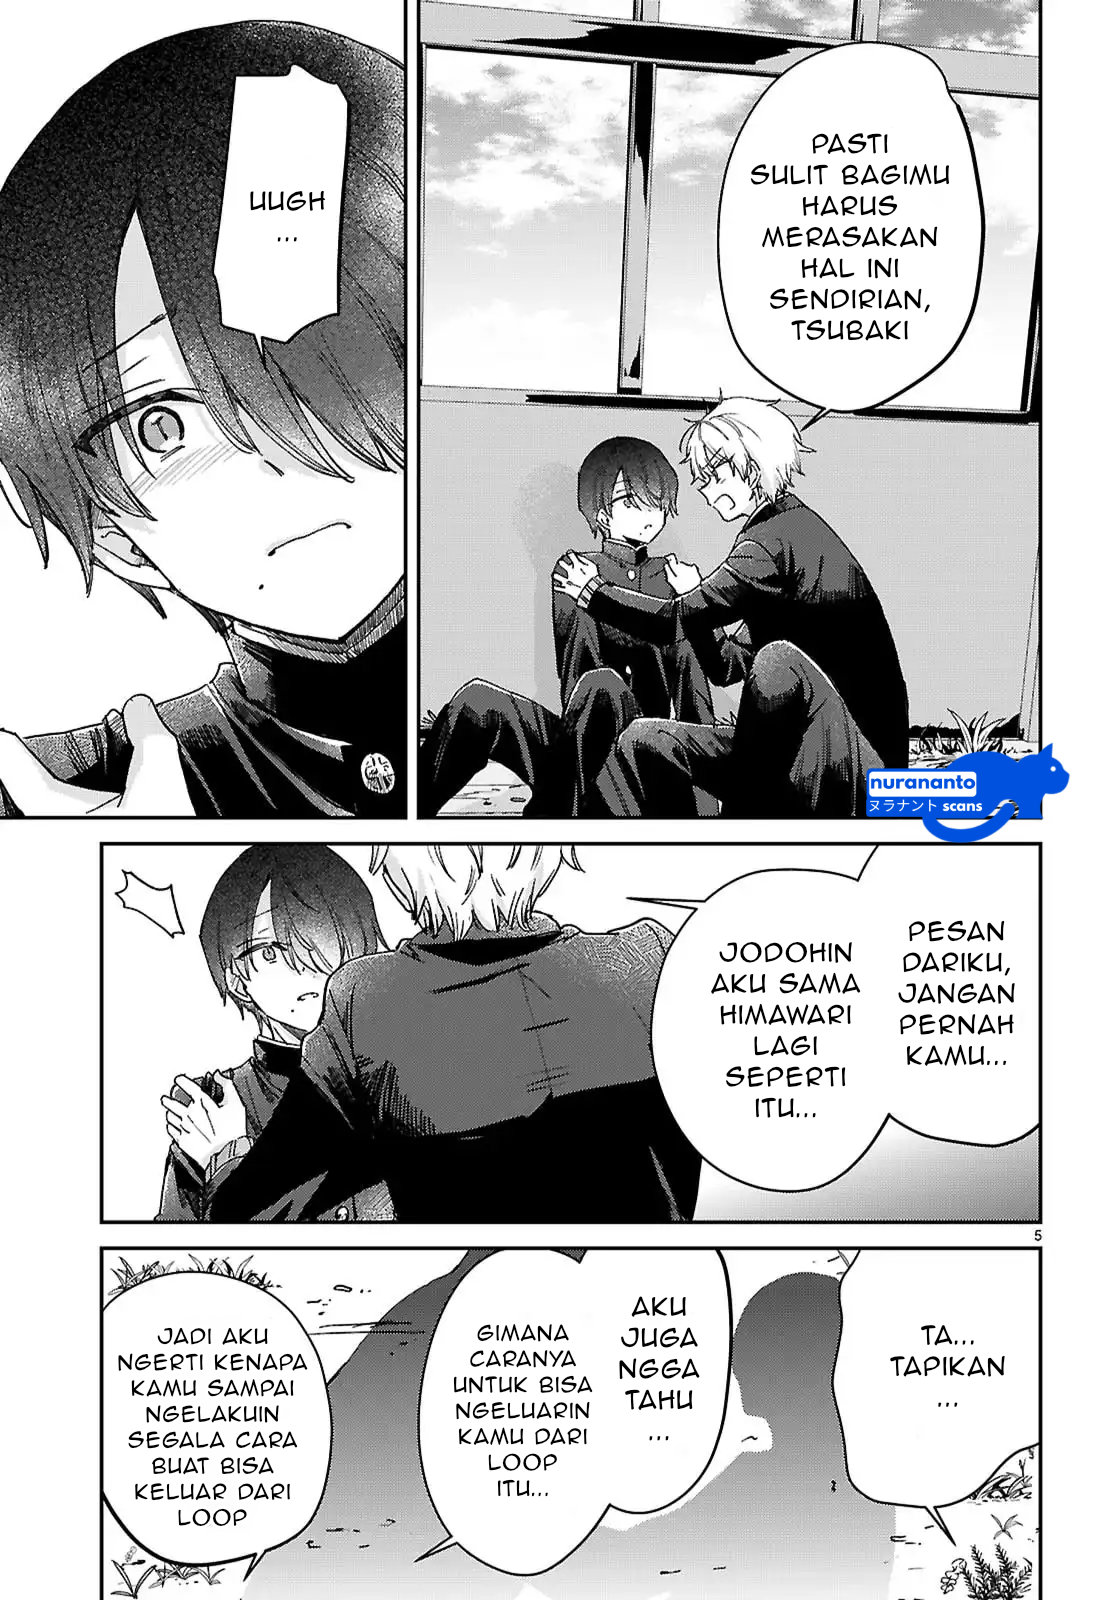 PASTI
SULIT BAGIMU
HARUS
MERASAKAN
HAL INI
SENDIRIAN,
TSUBAKI
UUGH
...
nurananto
ヌラナント scans
PESAN
DARIKU,
JANGAN
PERNAH
KAMU...
JODOHIN
AKU SAMA
HIMAWARI
LAGI
SEPERTI
ITU...
5
TA...
TAPIKAN
...
AKU
JUGA
NGGA
TAHU
...
GIMANA
CARANYA
UNTUK BISA
NGELUARIN
KAMU DARI
LOOP
ITU...
JADI AKU
NGERTI KENAPA
KAMU SAMPAI
NGELAKUIN
SEGALA CARA
BUAT BISA
KELUAR DARI
LOOP